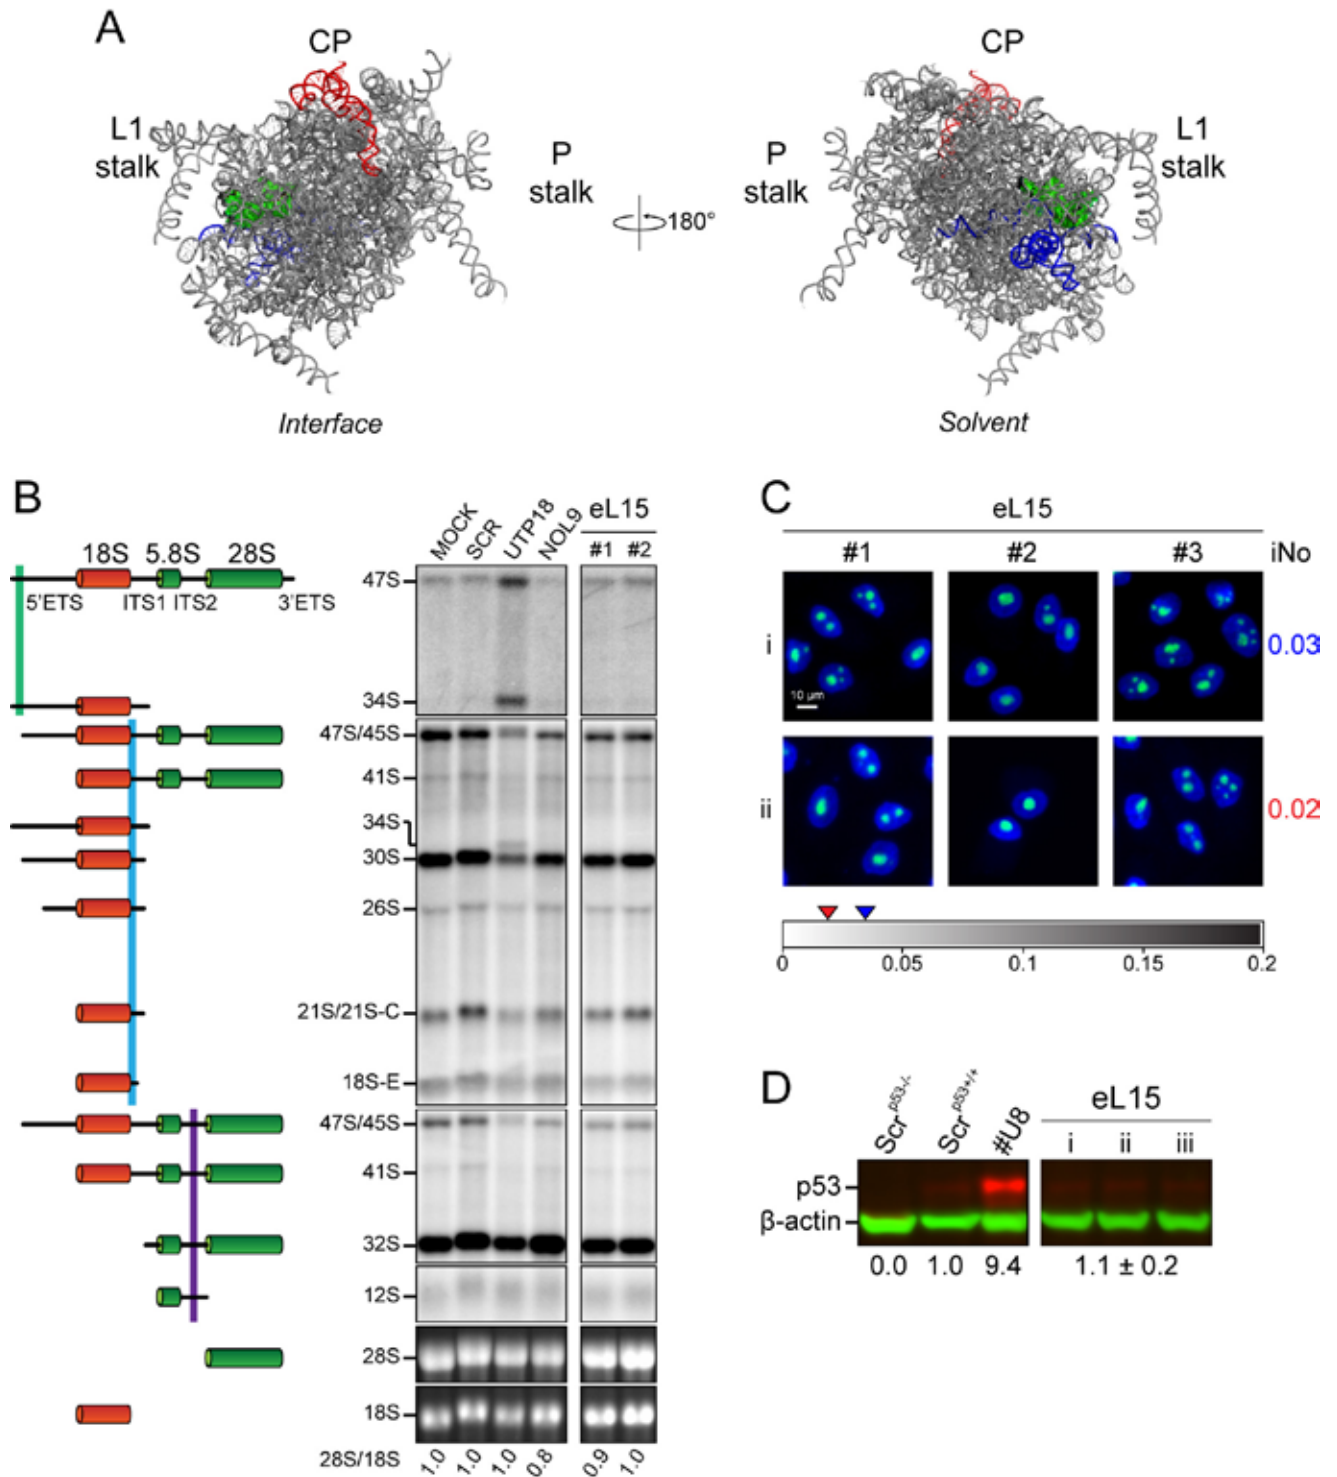 A
CP
L1
stalk
P
stalk
Interface
180°
CP
P
stalk
L1
stalk
Solvent
B
18S 5.8S 28S
5'ETS ITS1 ITS2 3'ETS
MOCK SCR UTP18 NOL9
eL15
#1 #2
47S
34S
47S/45S
41S
34S
30S
26S
21S/21S-C
18S-E
47S/45S
41S
32S
12S
28S
18S
28S/18S 1.0 1.0 1.0 0.8 0.9 1.0
C
eL15
#1 #2 #3 iNo
i 0.03
10 µm
ii 0.02
0 0.05 0.1 0.15 0.2
D
Scr p53-/- Scr p53+/+ #U8
eL15
i ii iii
p53
β-actin
0.0 1.0 9.4 1.1 ± 0.2